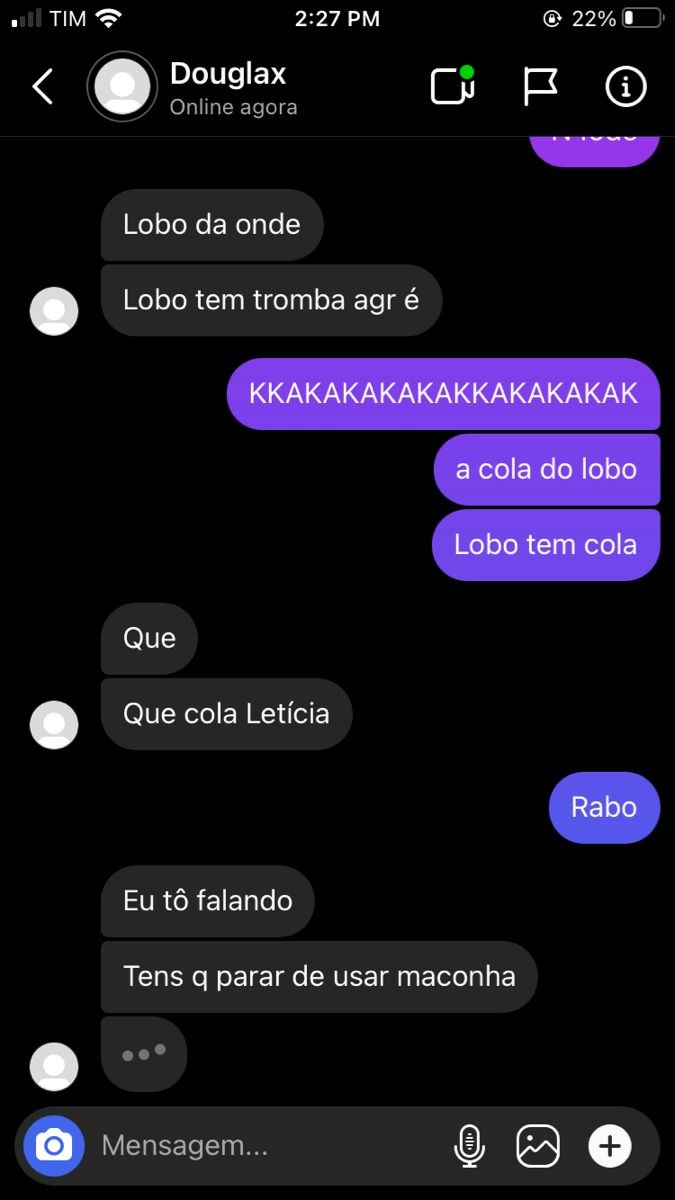 TIM 2:27 PM 22%
Douglax
Online agora
Lobo da onde
Lobo tem tromba agr é
KKAKAKAKAKAKKAKAKAKAK
a cola do lobo
Lobo tem cola
Que
Que cola Letícia
Rabo
Eu tô falando
Tens q parar de usar maconha
Mensagem...